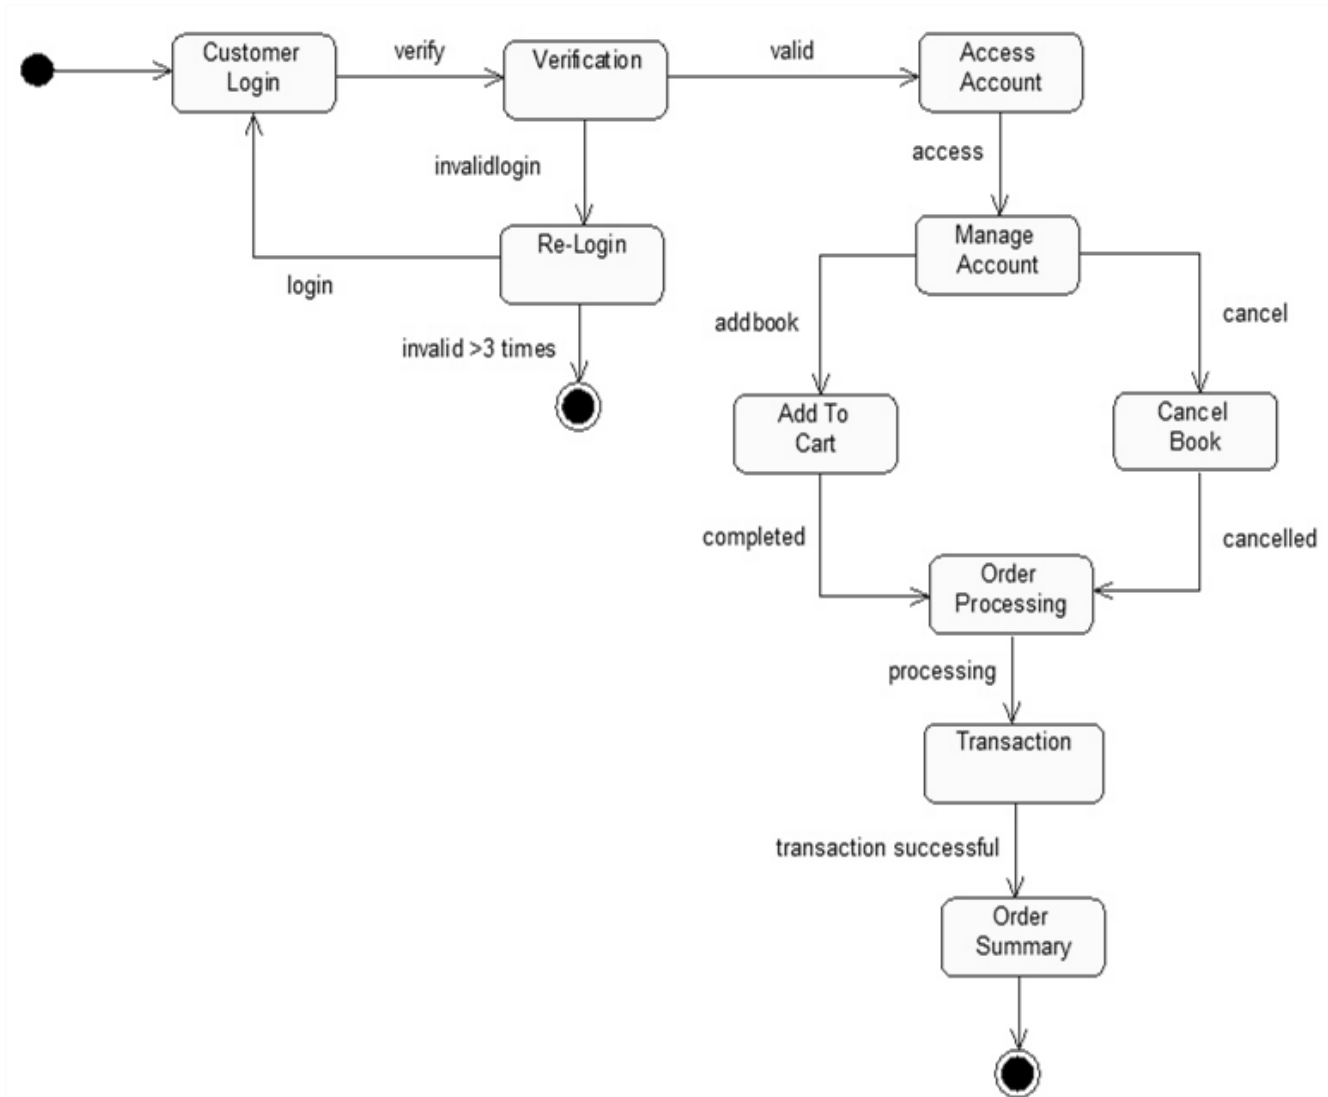 Customer
Login
verify
Verification
valid
Access
Account
invalidlogin
access
Re-Login
login
invalid >3 times
Manage
Account
addbook
cancel
Add To
Cart
Cancel
Book
completed
cancelled
Order
Processing
processing
Transaction
transaction successful
Order
Summary